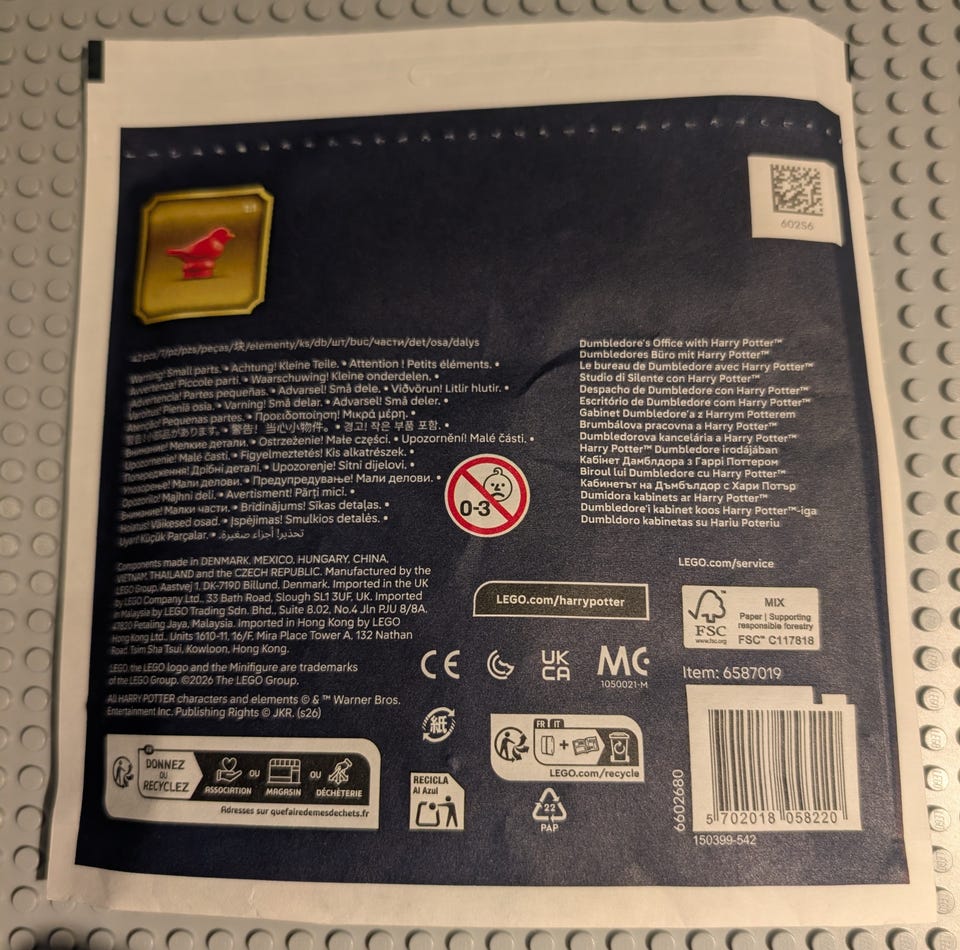 1:1
60256
42 pcs/T/pz/pzs/peças/块/elementy/ks/db/шт/buc/части/det/osa/dalys
Warning! Small parts. • Achtung! Kleine Teile. • Attention ! Petits éléments. •
Avvertenza! Piccole parti. • Waarschuwing! Kleine onderdelen. •
Advertencia! Partes pequeñas. • Advarsel! Små dele. • Viðvörun! Litlir hlutir. •
Varoitus! Pieniä osia. • Varning! Små delar. • Advarsel! Små deler. •
Atenção! Pequenas partes. • Προειδοποίηση! Μικρά μέρη. •
警告!小部品があります。 • 警告! 当心小物件。 • 경고! 작은 부품 포함. •
Внимание! Мелкие детали. • Ostrzeżenie! Małe części. • Upozornění! Malé části. •
Upozornenie! Malé časti. • Figyelmeztetés! Kis alkatrészek. •
Попередження! Дрібні деталі. • Upozorenje! Sitni dijelovi. •
Упозорење! Мали делови. • Предупредување! Мали делови. •
Opozorilo! Majhni deli. • Avertisment! Părți mici. •
Внимание! Малки части. • Brīdinājums! Sīkas detaļas. •
Hoiatus! Väikesed osad. • Įspėjimas! Smulkios detalės. •
Uyarı! Küçük Parçalar. • تحذير! أجزاء صغيرة.
0-3
Dumbledore's Office with Harry Potter™
Dumbledores Büro mit Harry Potter™
Le bureau de Dumbledore avec Harry Potter™
Studio di Silente con Harry Potter™
Despacho de Dumbledore con Harry Potter™
Escritório de Dumbledore com Harry Potter™
Gabinet Dumbledore'a z Harrym Potterem
Brumbálova pracovna a Harry Potter™
Dumbledorova kancelária a Harry Potter™
Harry Potter™ Dumbledore irodájában
Кабінет Дамблдора з Гаррі Поттером
Biroul lui Dumbledore cu Harry Potter™
Кабинетът на Дъмбълдор с Хари Потър
Dumidora kabinets ar Harry Potter™
Dumbledore'i kabinet koos Harry Potter™-iga
Dumbldoro kabinetas su Hariu Poteriu
Components made in DENMARK, MEXICO, HUNGARY, CHINA,
VIETNAM, THAILAND and the CZECH REPUBLIC. Manufactured by the
LEGO Group. Aastvej 1, DK-7190 Billund, Denmark. Imported in the UK
by LEGO Company Ltd., 33 Bath Road, Slough SL1 3UF, UK. Imported
in Malaysia by LEGO Trading Sdn. Bhd., Suite 8.02, No.4 Jln PJU 8/8A,
47820 Petaling Jaya, Malaysia. Imported in Hong Kong by LEGO
Hong Kong Ltd., Units 1610-11, 16/F, Mira Place Tower A, 132 Nathan
Road, Tsim Sha Tsui, Kowloon, Hong Kong.
LEGO, the LEGO logo and the Minifigure are trademarks
of the LEGO Group. ©2026 The LEGO Group.
All HARRY POTTER characters and elements © & ™ Warner Bros.
Entertainment Inc. Publishing Rights © JKR. (s26)
LEGO.com/service
LEGO.com/harrypotter
FSC
www.fsc.org
MIX
Paper | Supporting
responsible forestry
FSC™ C117818
CE
UK
CA
MC
1050021-M
Item: 6587019
紙
FR IT
+
LEGO.com/recycle
FR
DONNEZ
OU
RECYCLEZ
ASSOCIATION
OU
MAGASIN
OU
DÉCHÈTERIE
Adresses sur quefairedemesdechets.fr
RECICLA
Al Azul
22
PAP
6602680
5 702018 058220
150399-542